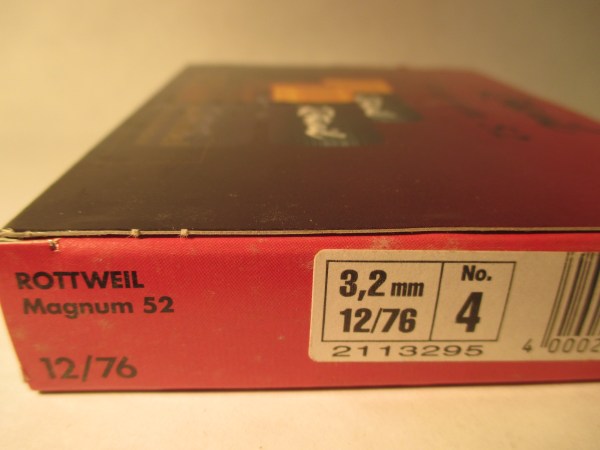 ROTTWEIL
Magnum 52
12/76
3,2 mm
12/76
No.
4
2113295
4 0002